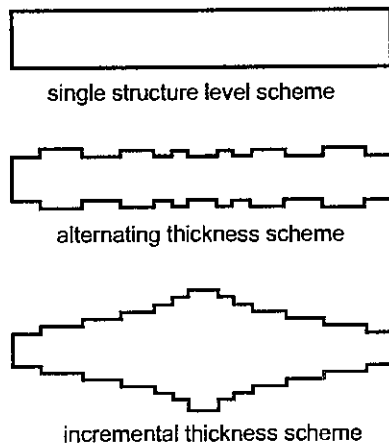 single structure level scheme
alternating thickness scheme
incremental thickness scheme